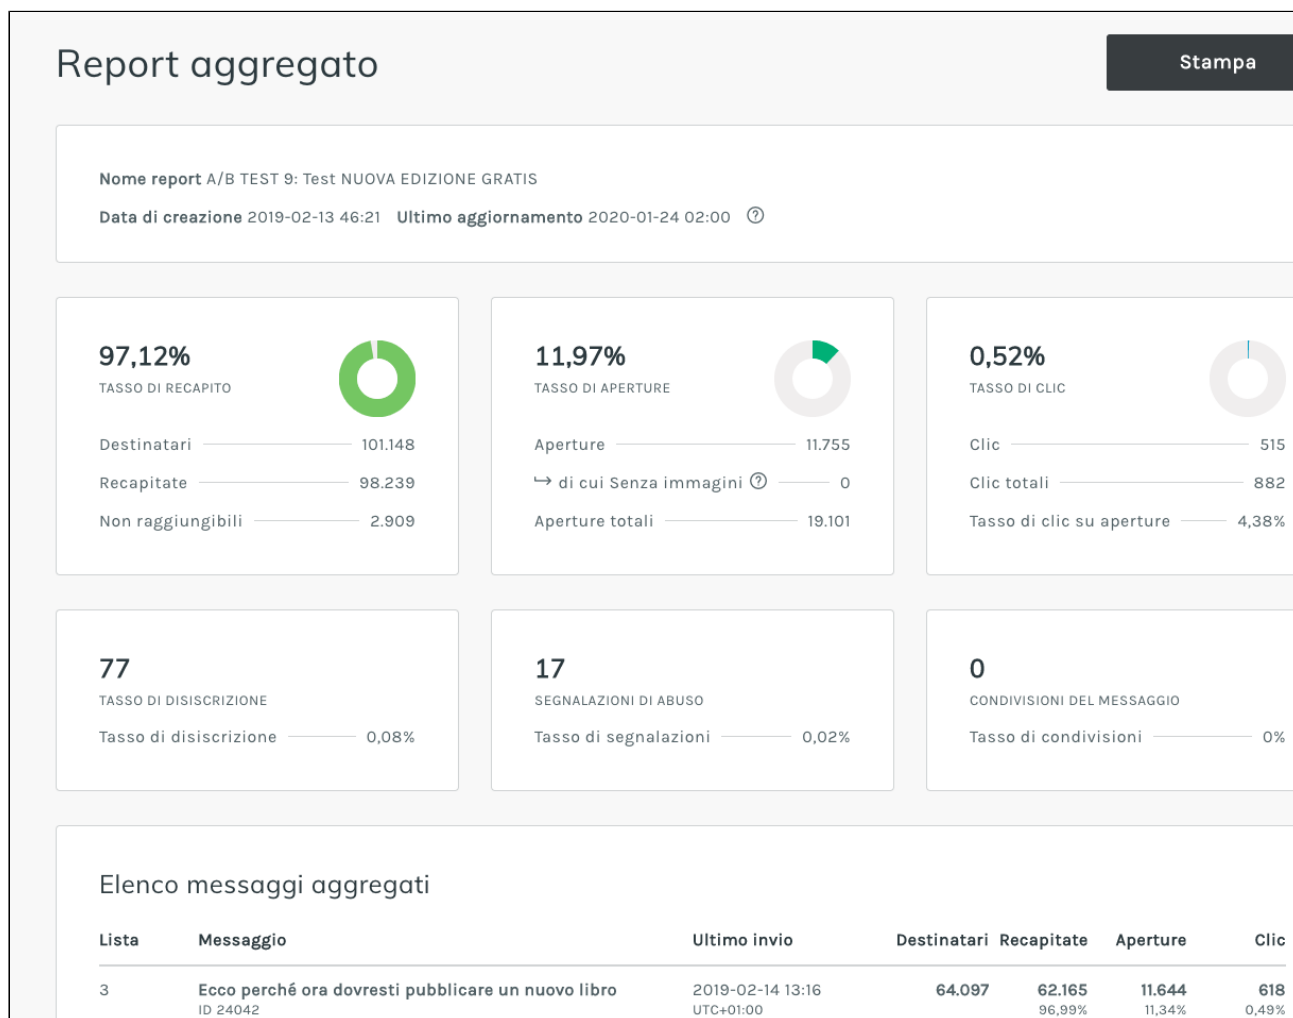 Report aggregato
Stampa
Nome report A/B TEST 9: Test NUOVA EDIZIONE GRATIS
Data di creazione 2019-02-13 46:21 Ultimo aggiornamento 2020-01-24 02:00 ?
97,12%
TASSO DI RECAPITO
Destinatari 101.148
Recapitate 98.239
Non raggiungibili 2.909
11,97%
TASSO DI APERTURE
Aperture 11.755
↪ di cui Senza immagini ? 0
Aperture totali 19.101
0,52%
TASSO DI CLIC
Clic 515
Clic totali 882
Tasso di clic su aperture 4,38%
77
TASSO DI DISISCRIZIONE
Tasso di disiscrizione 0,08%
17
SEGNALAZIONI DI ABUSO
Tasso di segnalazioni 0,02%
0
CONDIVISIONI DEL MESSAGGIO
Tasso di condivisioni 0%
Elenco messaggi aggregati
Lista Messaggio Ultimo invio Destinatari Recapitate Aperture Clic
3 Ecco perché ora dovresti pubblicare un nuovo libro 2019-02-14 13:16 64.097 62.165 11.644 618
ID 24042 UTC+01:00 96,99% 11,34% 0,49%